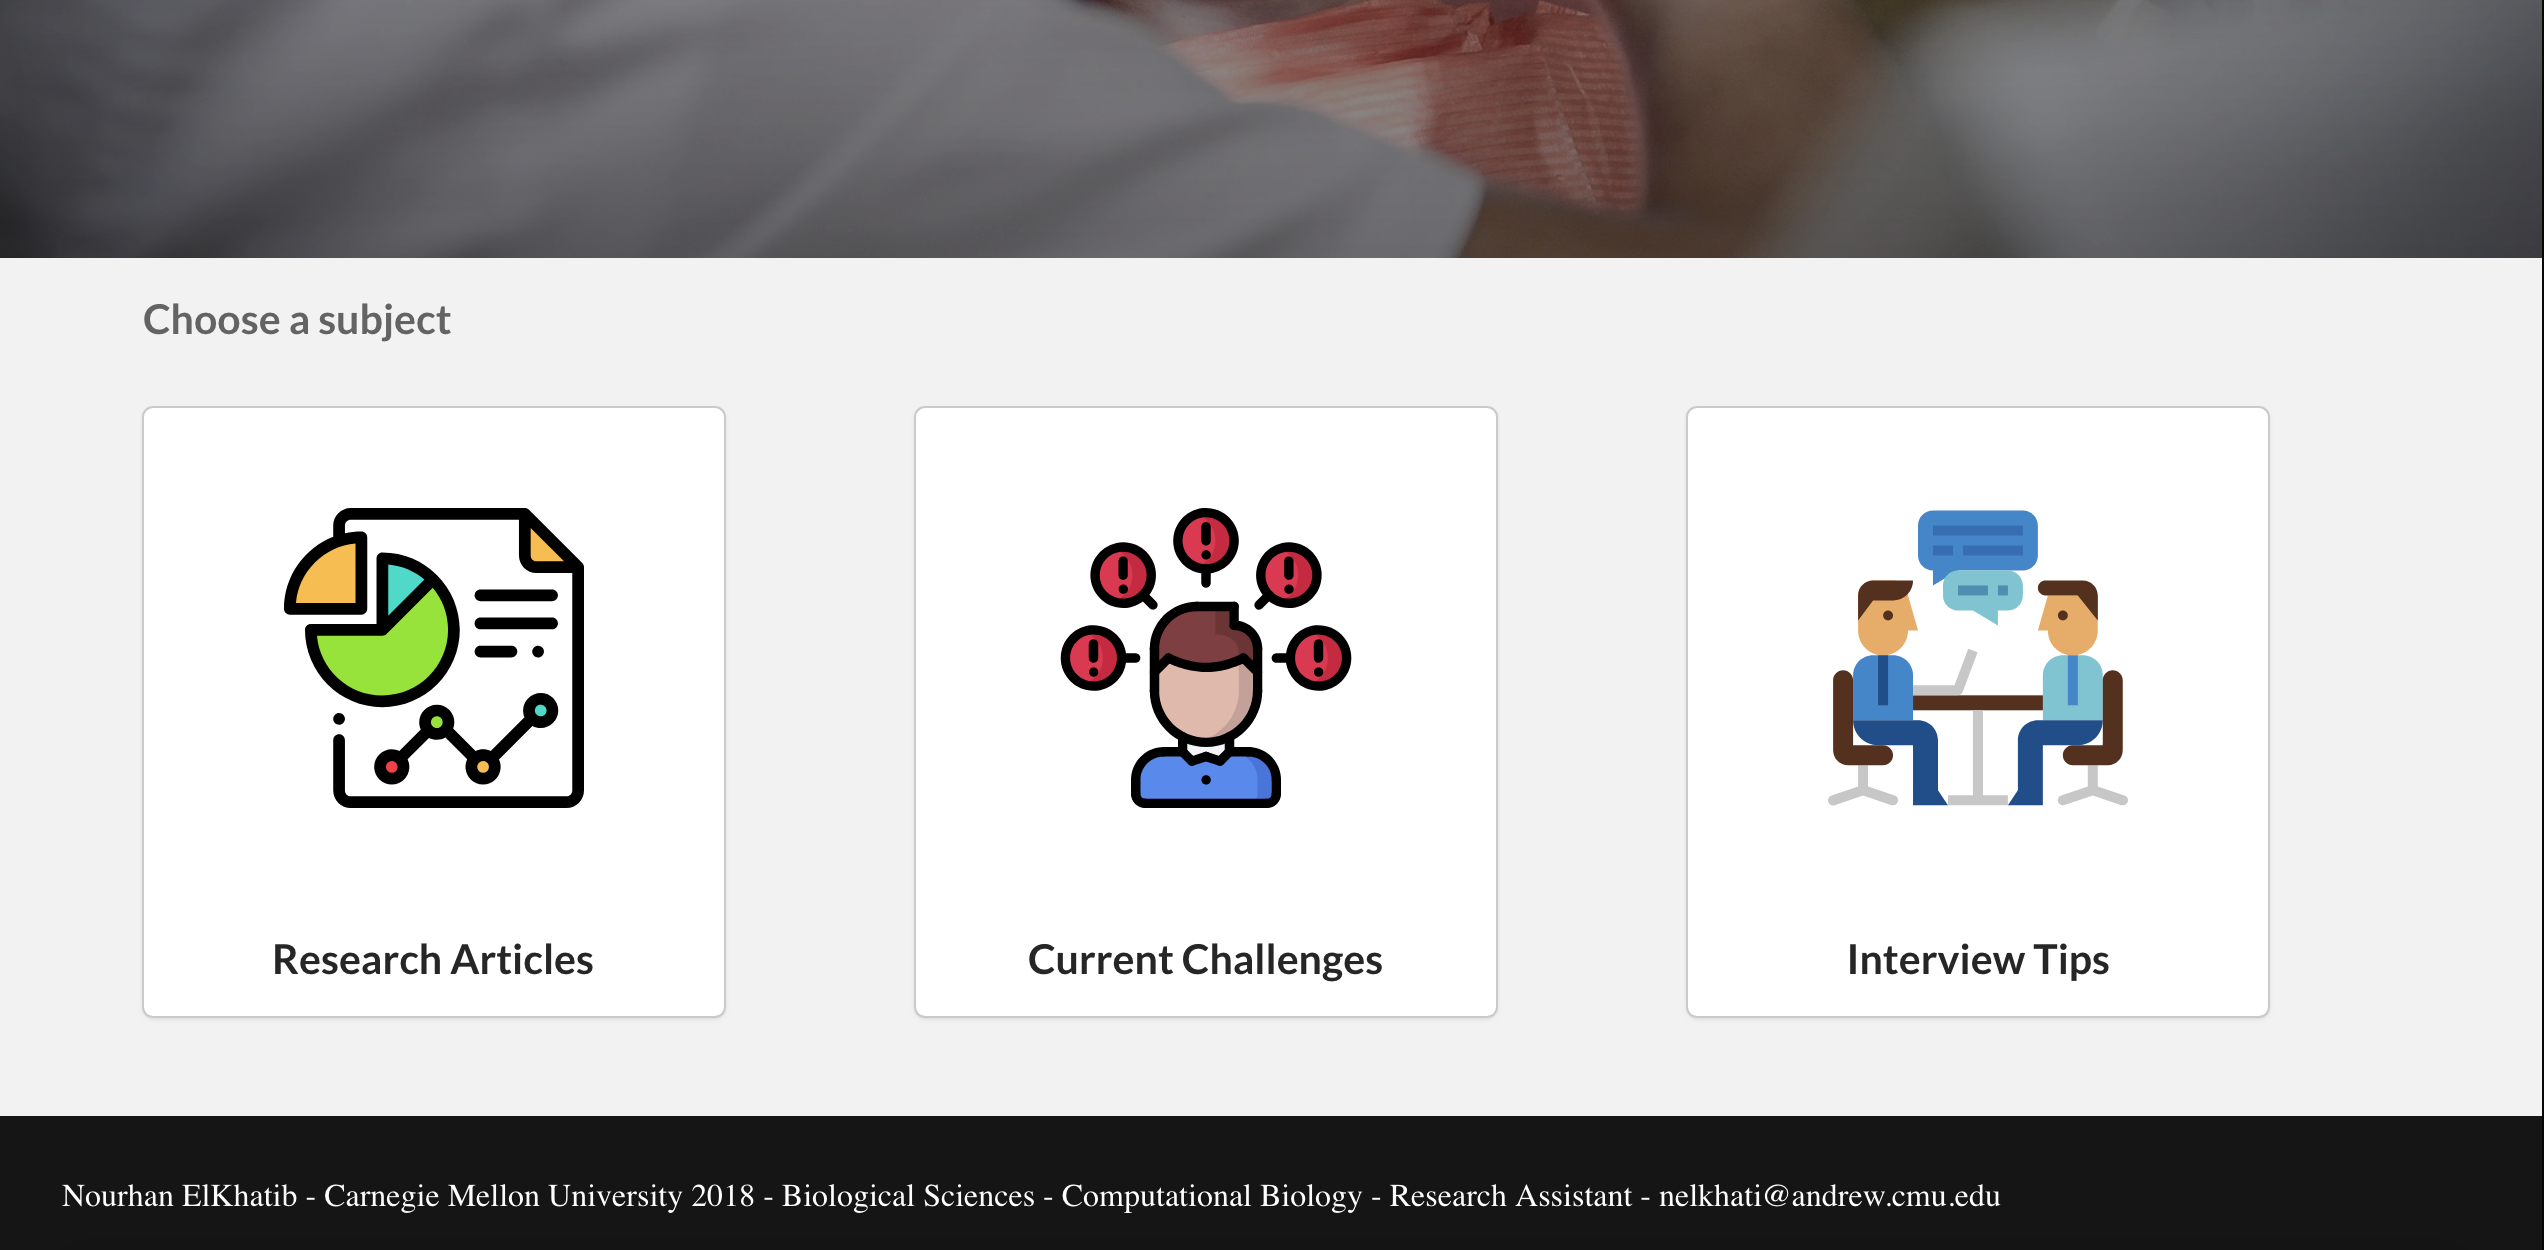 Choose a subject
Research Articles
Current Challenges
Interview Tips
Nourhan ElKhatib - Carnegie Mellon University 2018 - Biological Sciences - Computational Biology - Research Assistant - nelkhati@andrew.cmu.edu